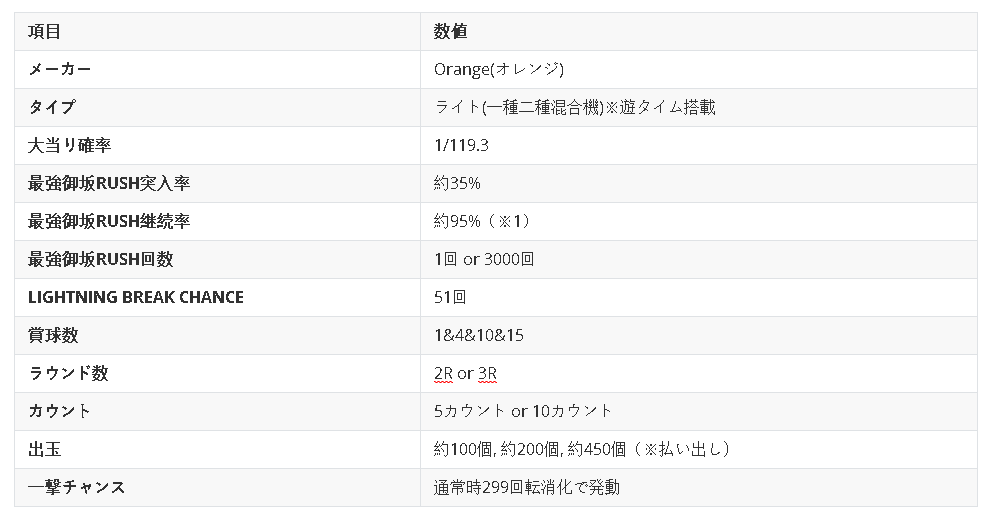 項目 数値
メーカー Orange(オレンジ)
タイプ ライト(一種二種混合機)※遊タイム搭載
大当り確率 1/119.3
最強御坂RUSH突入率 約35%
最強御坂RUSH継続率 約95%（※1）
最強御坂RUSH回数 1回 or 3000回
LIGHTNING BREAK CHANCE 51回
賞球数 1&4&10&15
ラウンド数 2R or 3R
カウント 5カウント or 10カウント
出玉 約100個, 約200個, 約450個（※払い出し）
一撃チャンス 通常時299回転消化で発動